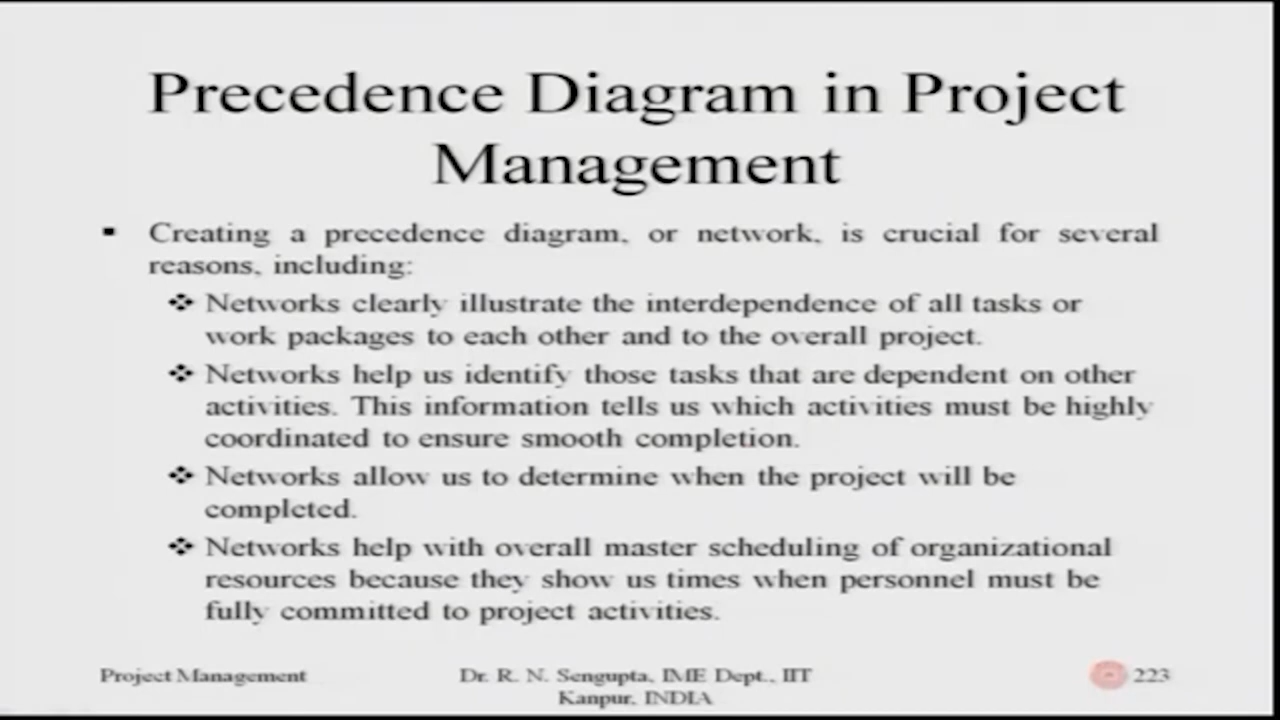 Precedence Diagram in Project
Management
▪ Creating a precedence diagram, or network, is crucial for several
reasons, including:
❖ Networks clearly illustrate the interdependence of all tasks or
work packages to each other and to the overall project.
❖ Networks help us identify those tasks that are dependent on other
activities. This information tells us which activities must be highly
coordinated to ensure smooth completion.
❖ Networks allow us to determine when the project will be
completed.
❖ Networks help with overall master scheduling of organizational
resources because they show us times when personnel must be
fully committed to project activities.
Project Management
Dr. R. N. Sengupta, IME Dept., IIT
Kanpur, INDIA
223